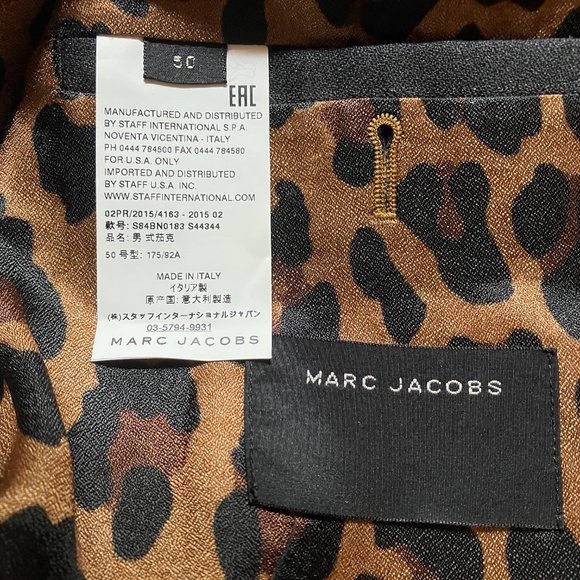 50
EAC
MANUFACTURED AND DISTRIBUTED
BY STAFF INTERNATIONAL S.P.A
NOVENTA VICENTINA - ITALY
PH 0444 784500 FAX 0444 784580
FOR U.S.A. ONLY
IMPORTED AND DISTRIBUTED
BY STAFF U.S.A. INC.
WWW.STAFFINTERNATIONAL.COM
02PR/2015/4163 - 2015 02
款号: S84BN0183 S44344
品名: 男式茄克
50 号型: 175/92A
MADE IN ITALY
イタリア製
原产国: 意大利製造
(株)スタッフインターナショナルジャパン
03-5794-9931
MARC JACOBS
MARC JACOBS